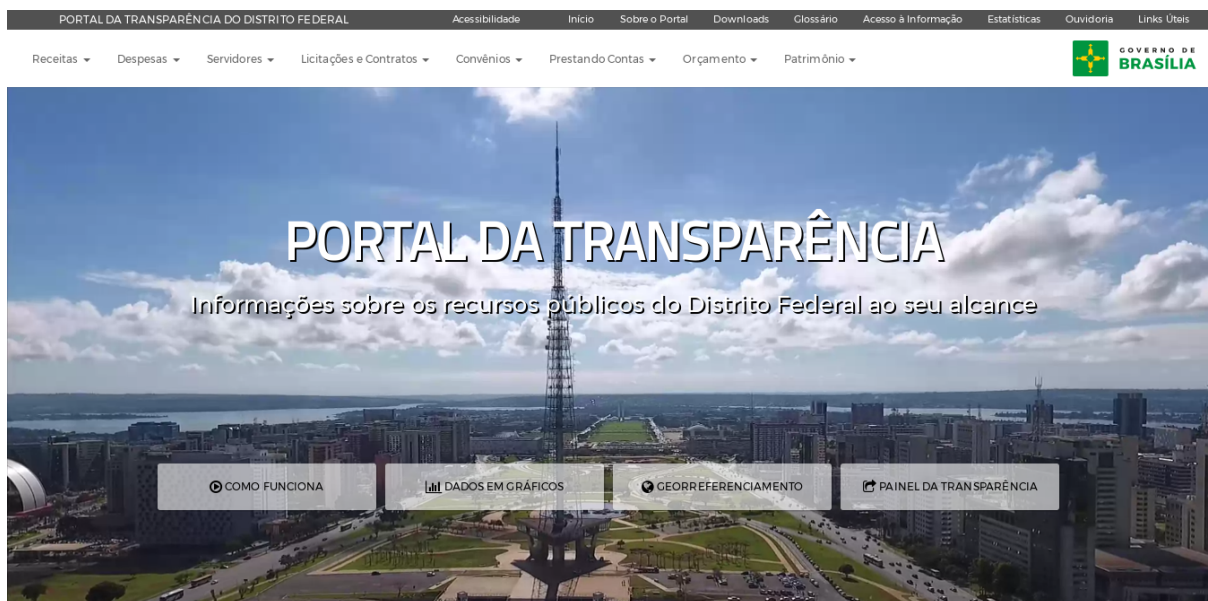 PORTAL DA TRANSPARÊNCIA DO DISTRITO FEDERAL Acessibilidade Início Sobre o Portal Downloads Glossário Acesso à Informação Estatísticas Ouvidoria Links Úteis
Receitas Despesas Servidores Licitações e Contratos Convênios Prestando Contas Orçamento Patrimônio
GOVERNO DE
BRASÍLIA
PORTAL DA TRANSPARÊNCIA
Informações sobre os recursos públicos do Distrito Federal ao seu alcance
COMO FUNCIONA DADOS EM GRÁFICOS GEORREFERENCIAMENTO PAINEL DA TRANSPARÊNCIA